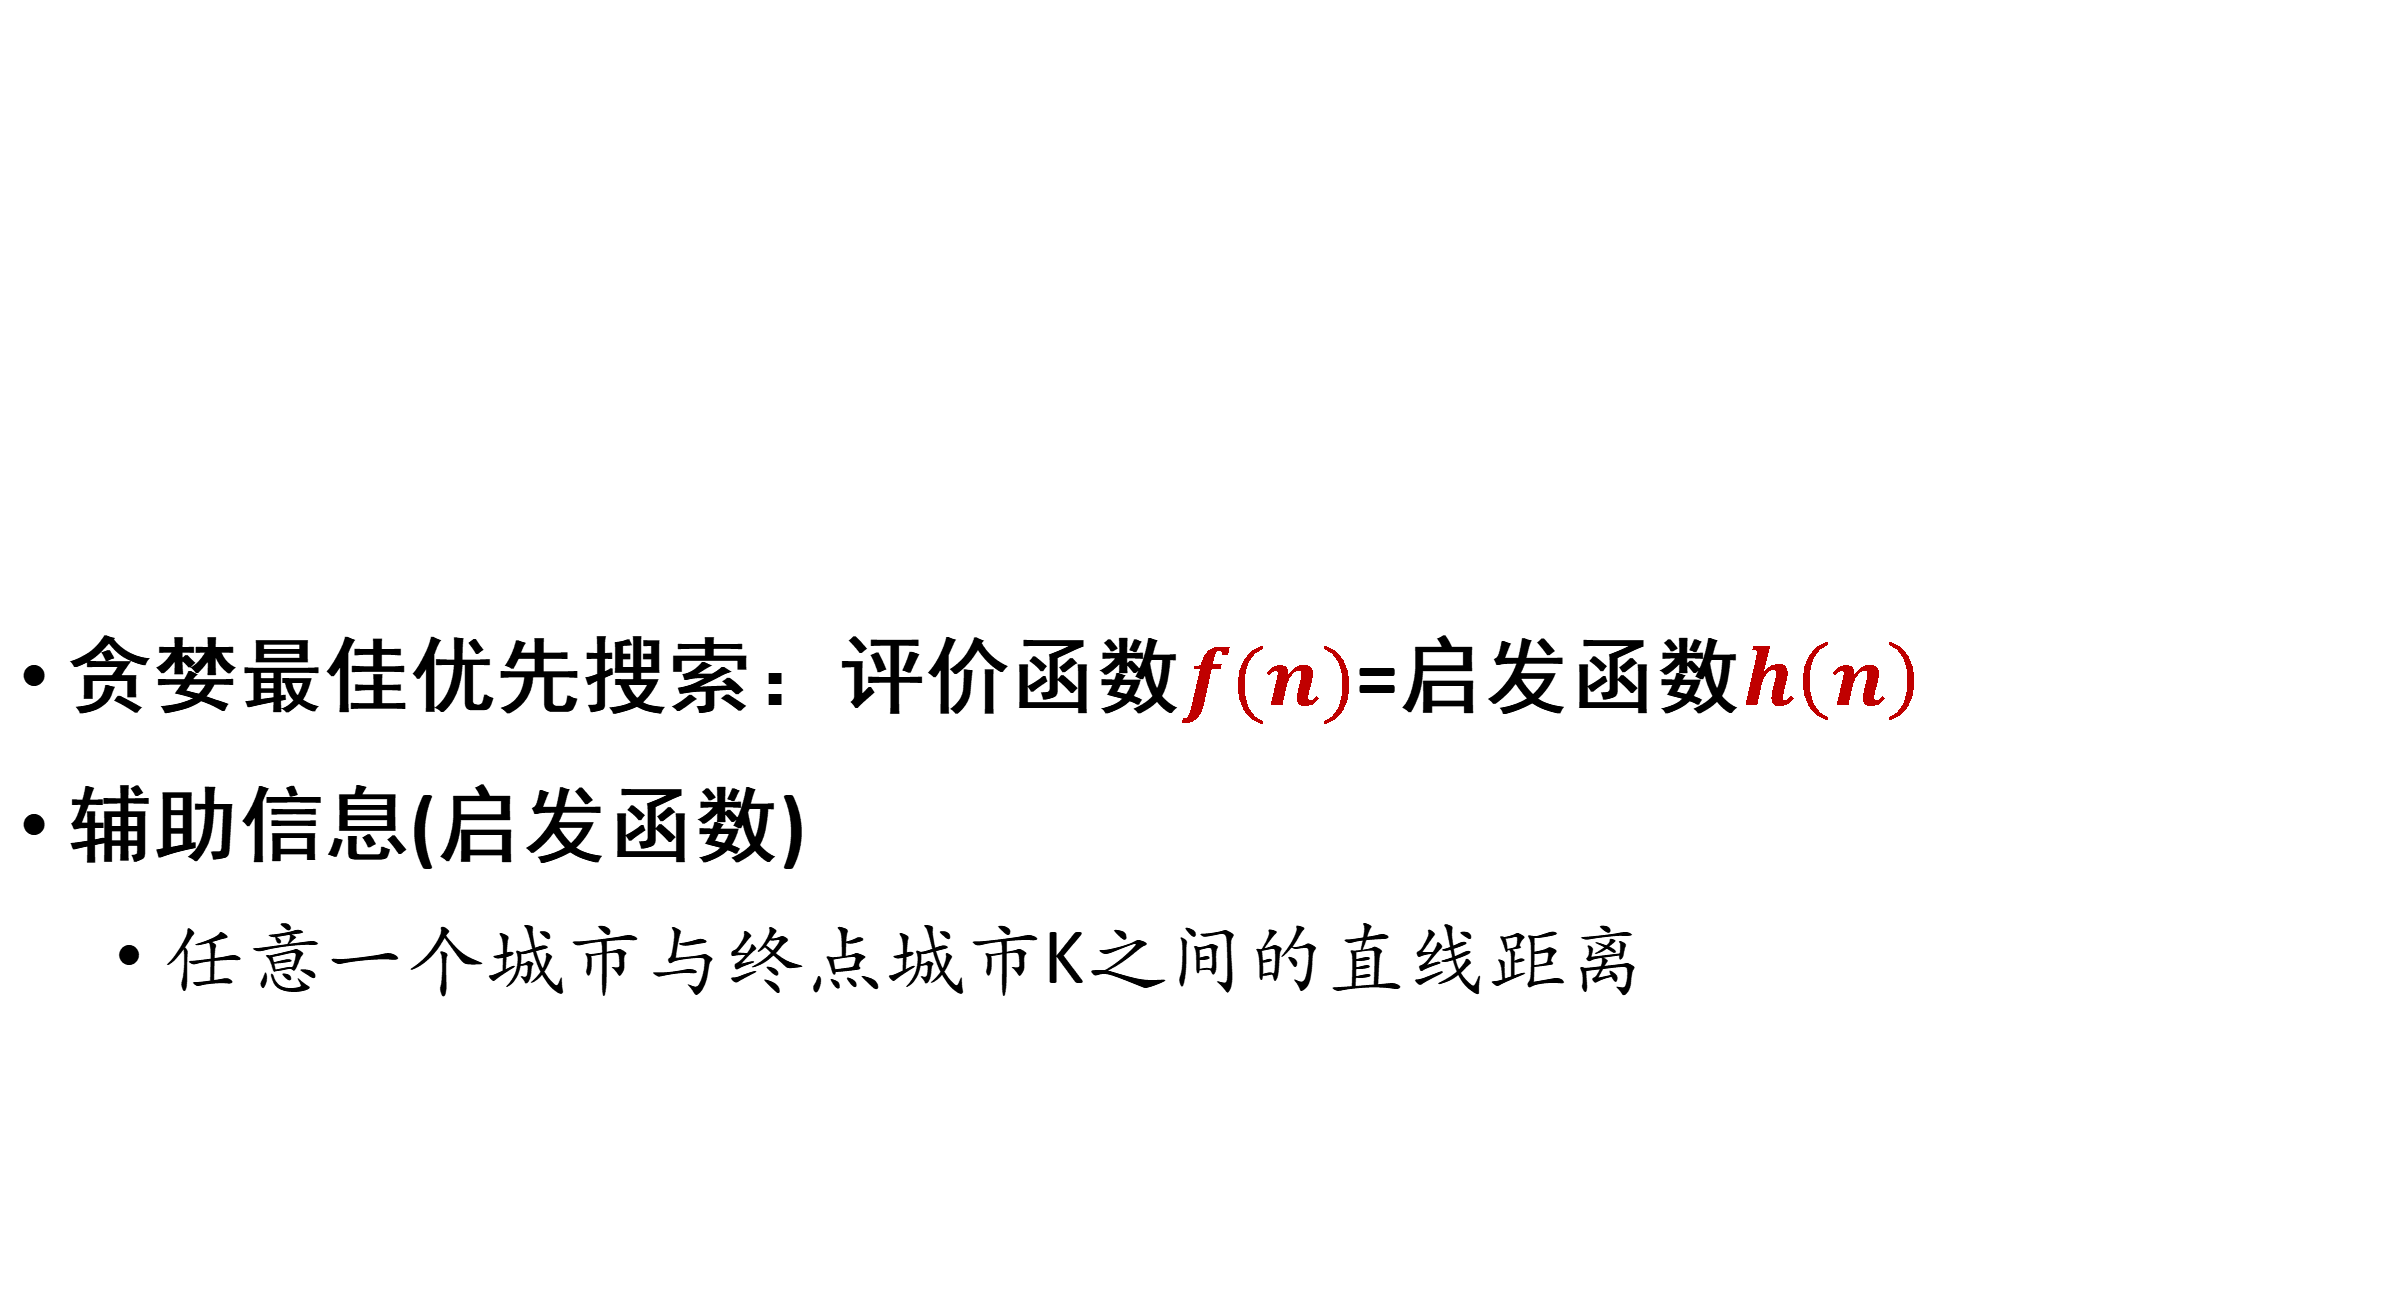 • 贪婪最佳优先搜索：评价函数f(n)=启发函数h(n)
• 辅助信息(启发函数)
• 任意一个城市与终点城市K之间的直线距离